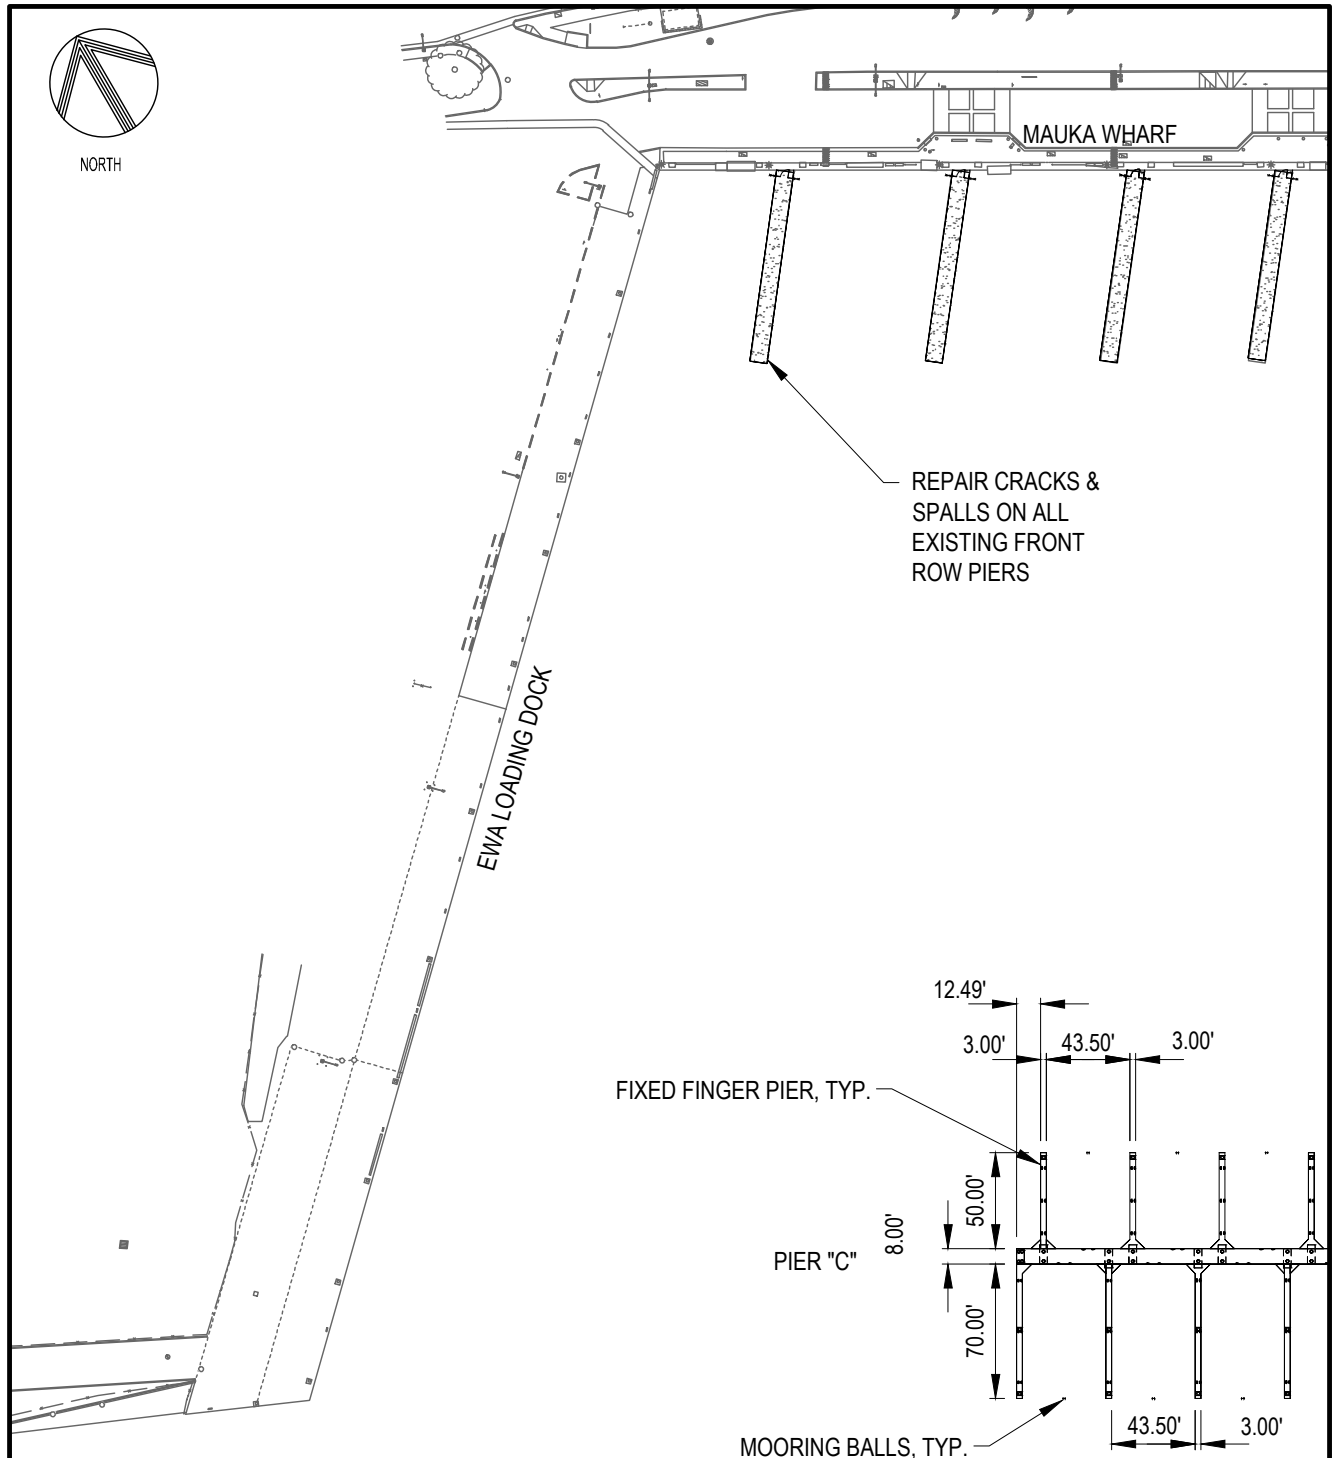 NORTH
MAUKA WHARF
REPAIR CRACKS &
SPALLS ON ALL
EXISTING FRONT
ROW PIERS
EWA LOADING DOCK
12.49'
3.00'
43.50'
3.00'
FIXED FINGER PIER, TYP.
50.00'
8.00'
PIER "C"
70.00'
43.50'
3.00'
MOORING BALLS, TYP.